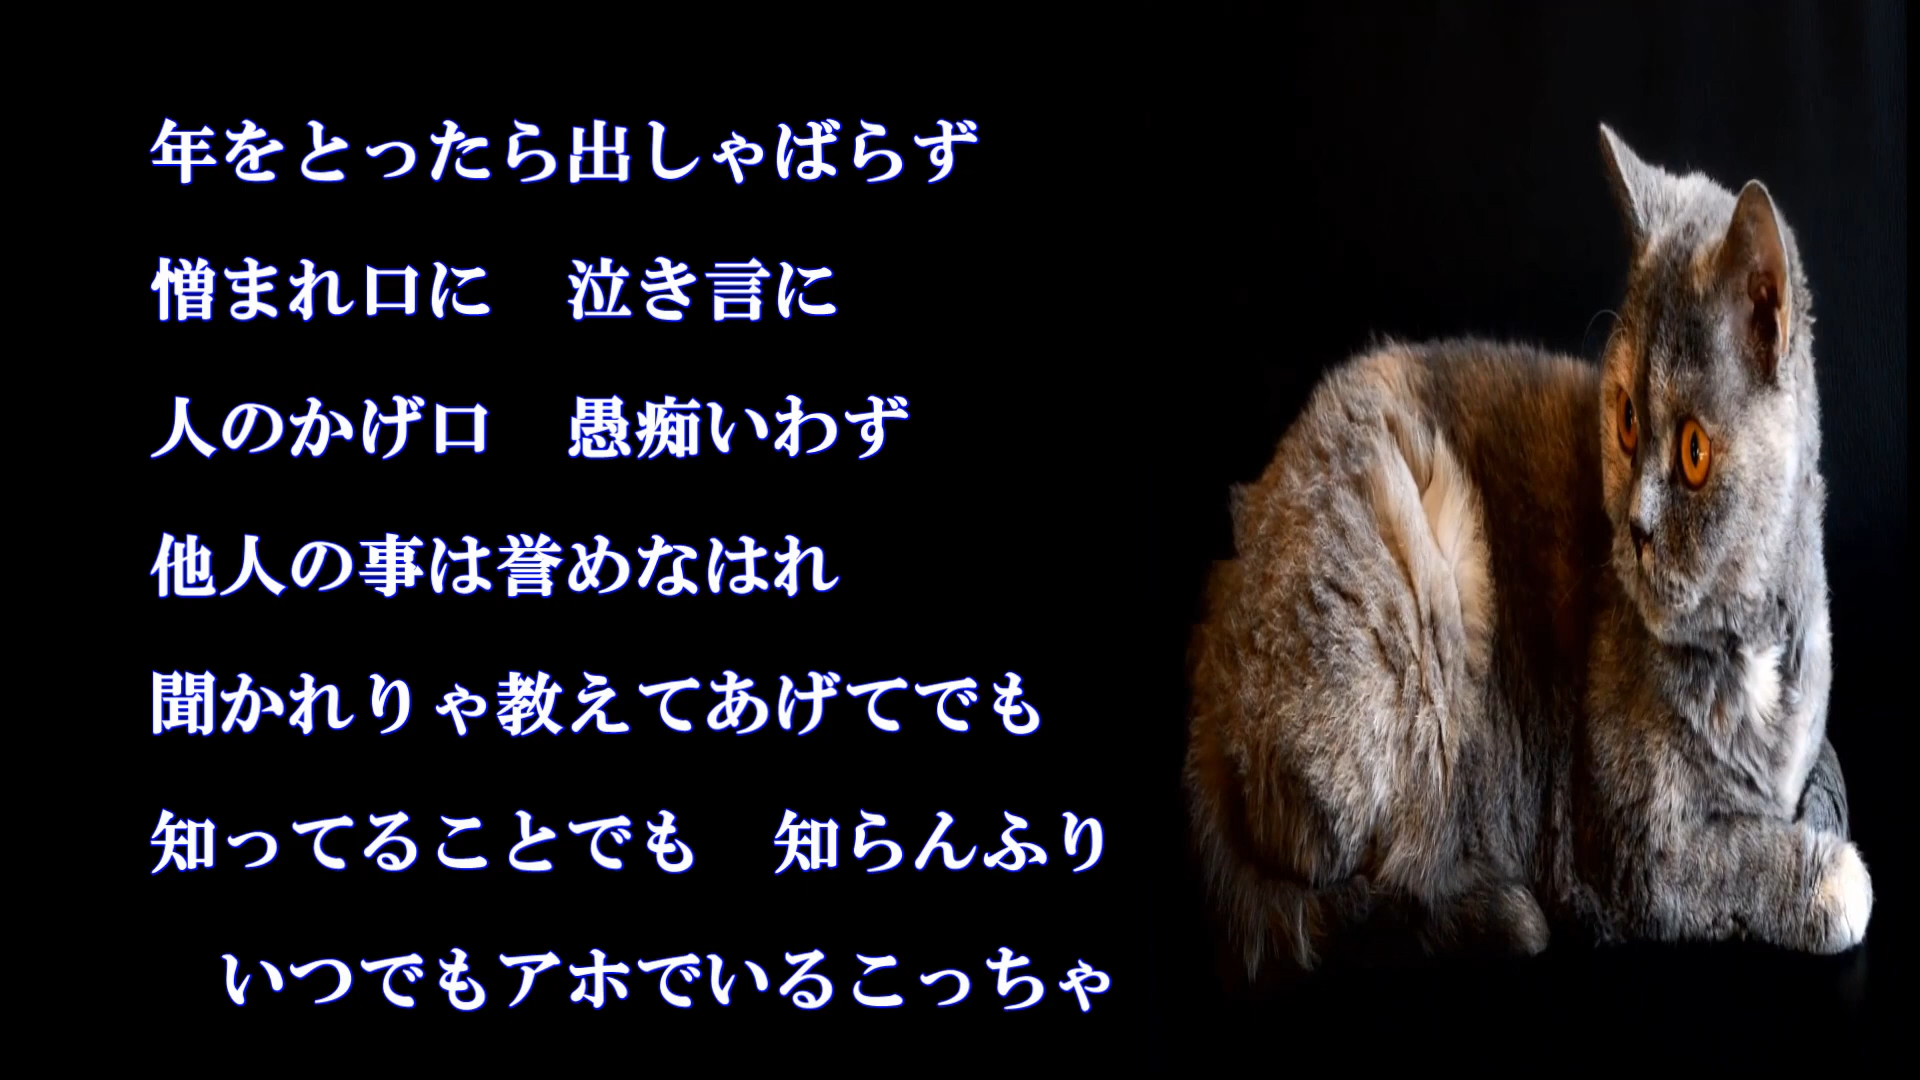 年をとったら出しゃばらず
憎まれ口に　泣き言に
人のかげ口　愚痴いわず
他人の事は誉めなはれ
聞かれりゃ教えてあげてでも
知ってることでも　知らんふり
いつでもアホでいるこっちゃ